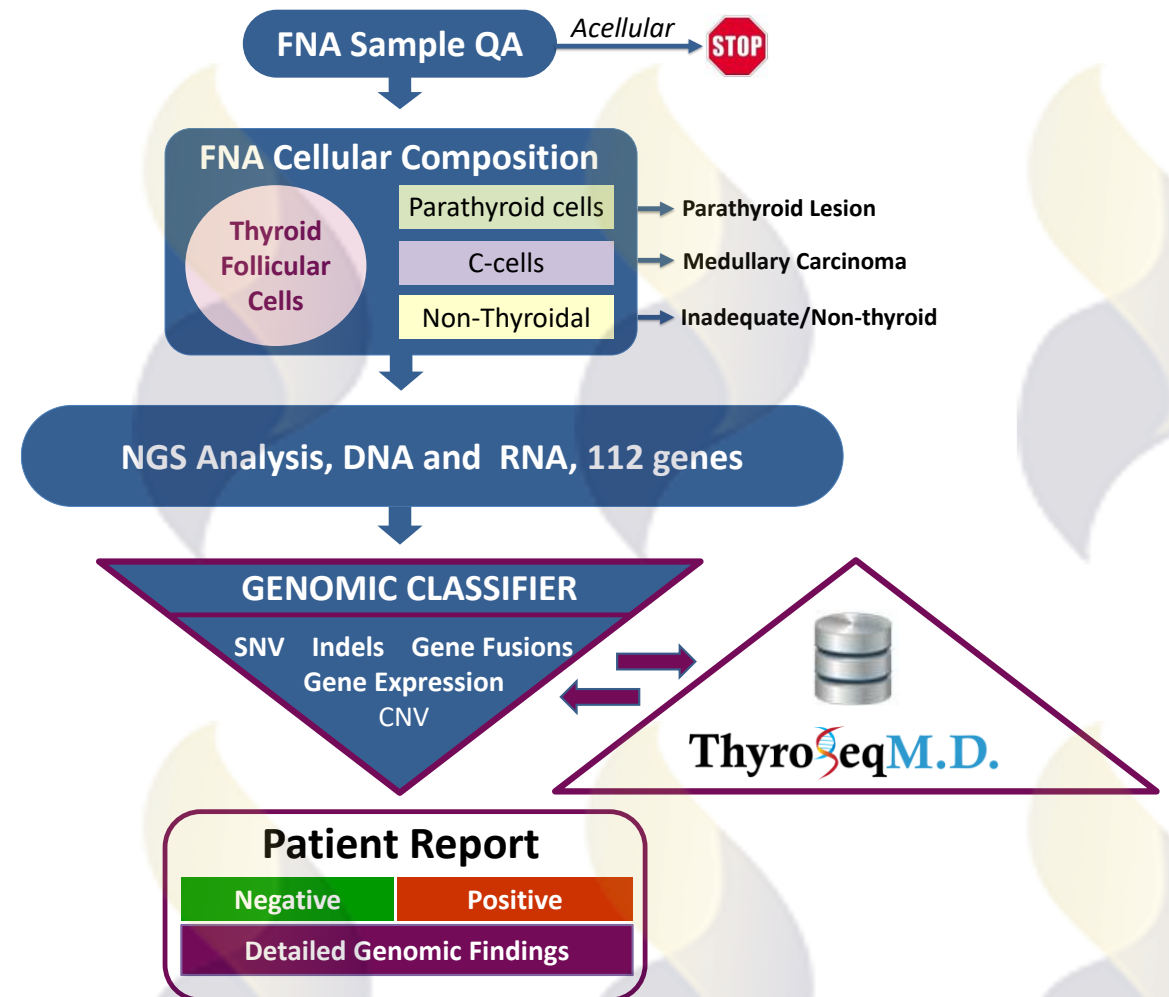 FNA Sample QA
Acellular
STOP
FNA Cellular Composition
Thyroid
Follicular
Cells
Parathyroid cells
Parathyroid Lesion
C-cells
Medullary Carcinoma
Non-Thyroidal
Inadequate/Non-thyroid
NGS Analysis, DNA and RNA, 112 genes
GENOMIC CLASSIFIER
SNV Indels Gene Fusions
Gene Expression
CNV
ThyroSeqM.D.
Patient Report
Negative
Positive
Detailed Genomic Findings